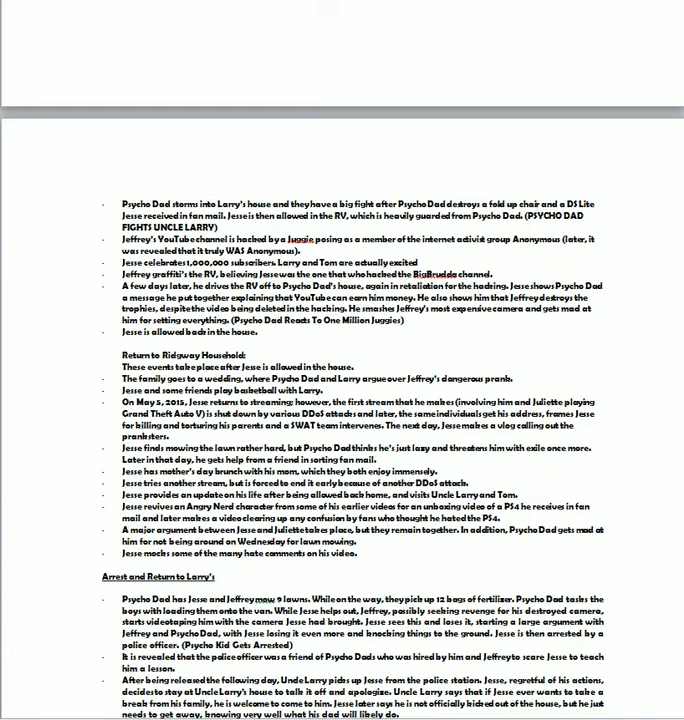 - Psycho Dad storms into Larry's house and they have a big fight after Psycho Dad destroys a fold up chair and a DS Lite
Jesse received in fan mail. Jesse is then allowed in the RV, which is heavily guarded from Psycho Dad. (PSYCHO DAD
FIGHTS UNCLE LARRY)
- Jeffrey's YouTube channel is hacked by a Juggie posing as a member of the internet activist group Anonymous (later, it
was revealed that it truly WAS Anonymous).
- Jesse celebrates 1,000,000 subscribers. Larry and Tom are actually excited
- Jeffrey graffiti's the RV, believing Jesse was the one that who hacked the BigBrudda channel.
- A few days later, he drives the RV off to Psycho Dad's house, again in retaliation for the hacking. Jesse shows Psycho Dad
a message he put together explaining that YouTube can earn him money. He also shows him that Jeffrey destroys the
trophies, despite the video being deleted in the hacking. He smashes Jeffrey's most expensive camera and gets mad at
him for setting everything. (Psycho Dad Reacts To One Million Juggies)
- Jesse is allowed back in the house.
Return to Ridgway Household:
These events take place after Jesse is allowed in the house.
- The family goes to a wedding, where Psycho Dad and Larry argue over Jeffrey's dangerous prank.
- Jesse and some friends play basketball with Larry.
- On May 5, 2015, Jesse returns to streaming; however, the first stream that he makes (involving him and Juliette playing
Grand Theft Auto V) is shut down by various DDoS attacks and later, the same individuals get his address, frames Jesse
for killing and torturing his parents and a SWAT team intervenes. The next day, Jesse makes a vlog calling out the
pranksters.
- Jesse finds mowing the lawn rather hard, but Psycho Dad thinks he's just lazy and threatens him with exile once more.
Later in that day, he gets help from a friend in sorting fan mail.
- Jesse has mother's day brunch with his mom, which they both enjoy immensely.
- Jesse tries another stream, but is forced to end it early because of another DDoS attack.
- Jesse provides an update on his life after being allowed back home, and visits Uncle Larry and Tom.
- Jesse revives an Angry Nerd character from some of his earlier videos for an unboxing video of a PS4 he receives in fan
mail and later makes a video clearing up any confusion by fans who thought he hated the PS4.
- A major argument between Jesse and Juliette takes place, but they remain together. In addition, Psycho Dad gets mad at
him for not being around on Wednesday for lawn mowing.
- Jesse mocks some of the many hate comments on his video.
Arrest and Return to Larry's
- Psycho Dad has Jesse and Jeffrey mow 9 lawns. While on the way, they pick up 12 bags of fertilizer. Psycho Dad tasks the
boys with loading them onto the van. While Jesse helps out, Jeffrey, possibly seeking revenge for his destroyed camera,
starts videotaping him with the camera Jesse had brought. Jesse sees this and loses it, starting a large argument with
Jeffrey and Psycho Dad, with Jesse losing it even more and knocking things to the ground. Jesse is then arrested by a
police officer. (Psycho Kid Gets Arrested)
- It is revealed that the police officer was a friend of Psycho Dads who was hired by him and Jeffrey to scare Jesse to teach
him a lesson.
- After being released the following day, Uncle Larry picks up Jesse from the police station. Jesse, regretful of his actions,
decides to stay at Uncle Larry's house to talk it off and apologize. Uncle Larry says that if Jesse ever wants to take a
break from his family, he is welcome to come to him. Jesse later says he is not officially kicked out of the house, but he just
needs to get away, knowing very well what his dad will likely do.